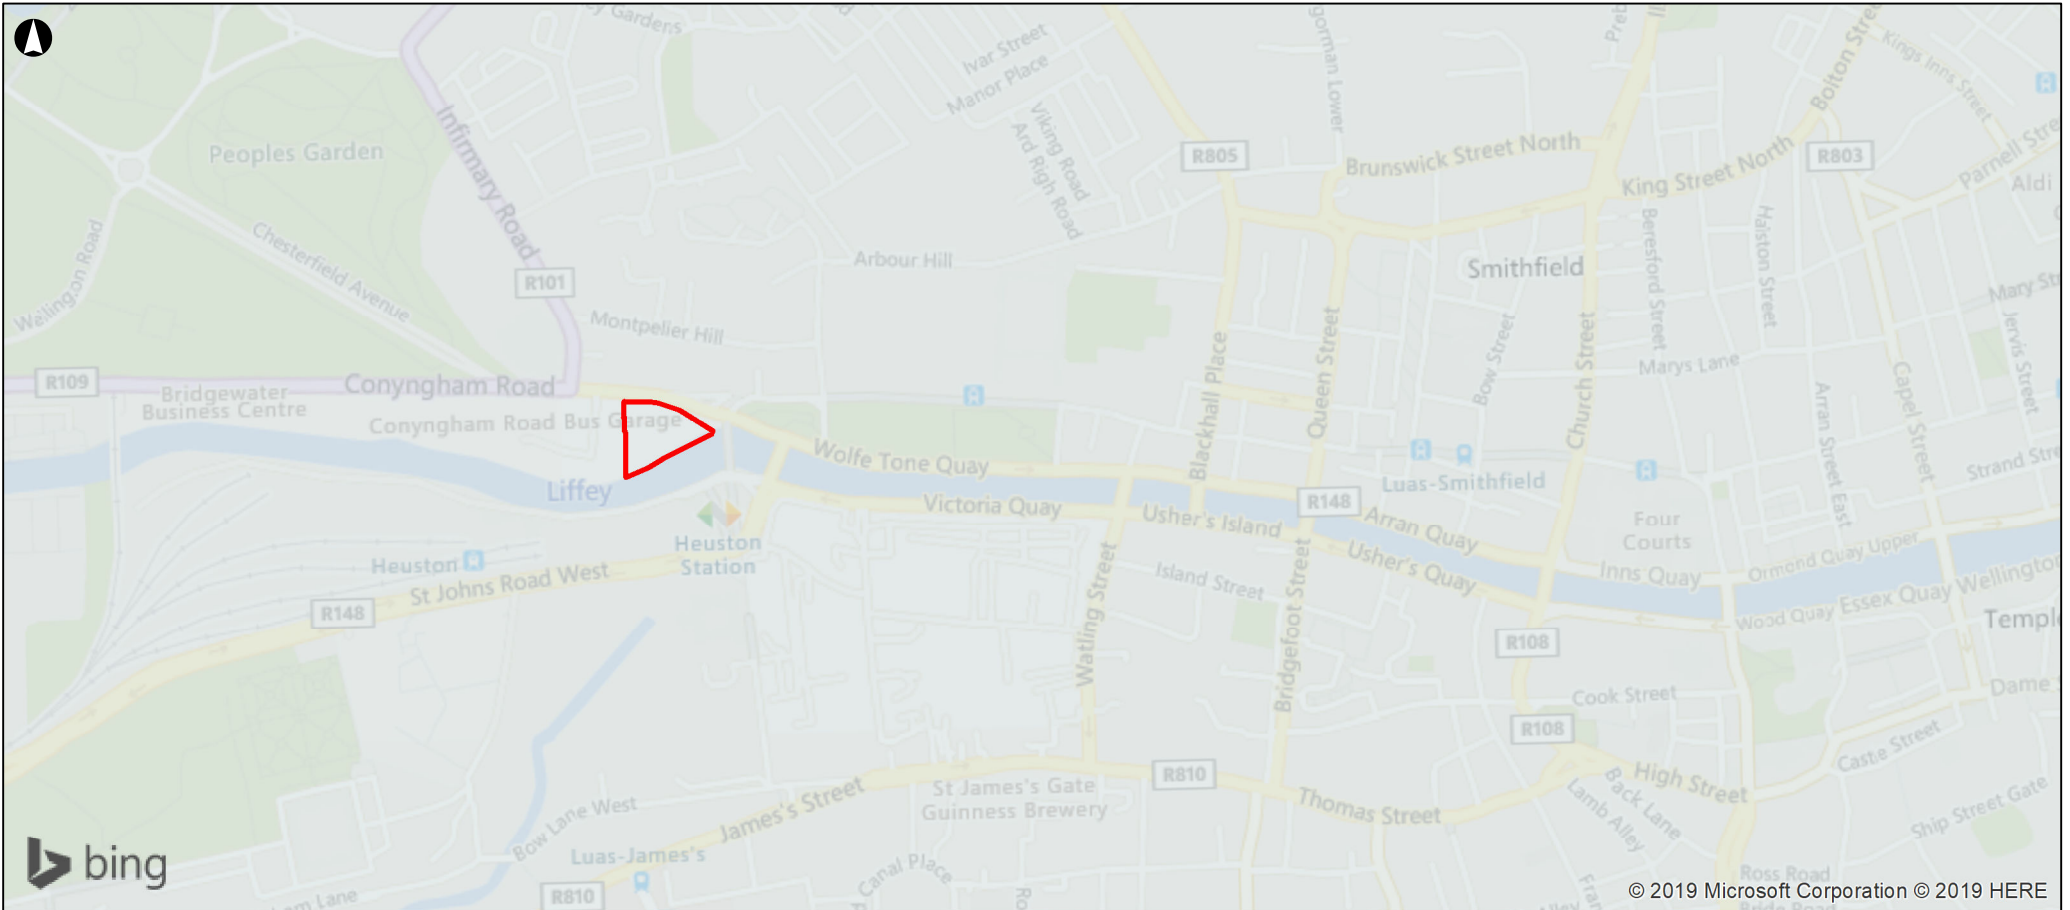 Ivar Street
Manor Place
Viking Road
Ard Righ Road
Bolton Stre
Kings Inns Street
Infirmary Road
Peoples Garden
R805
Brunswick Street North
King Street North
R803
Parnell Stre
Aldi
Wellington Road
Chesterfield Avenue
Arbour Hill
Smithfield
Beresford Street
Halston Street
R101
Mary St
Montpelier Hill
Queen Street
Blackhall Place
Bow Street
Church Street
Marys Lane
Jervis Street
R109
Bridgewater
Business Centre
Conyngham Road
Conyngham Road Bus Garage
Capel Street
Arran Street East
Wolfe Tone Quay
Luas-Smithfield
Strand Stre
Liffey
Victoria Quay
Usher's Island
R148
Arran Quay
Four
Courts
Heuston
Station
Heuston
St Johns Road West
R148
Usher's Quay
Inns Quay
Ormond Quay Upper
Island Street
Wood Quay
Essex Quay
Wellington
Templ
Watling Street
Bridgefoot Street
R108
Cook Street
Dame
R108
Castle Street
R810
High Street
St James's Gate
Guinness Brewery
Thomas Street
Back Lane
Lamb Alley
Ship Street Gate
James's Street
Bow Lane West
Luas-James's
Canal Place
R810
Ross Road
bing
© 2019 Microsoft Corporation © 2019 HERE